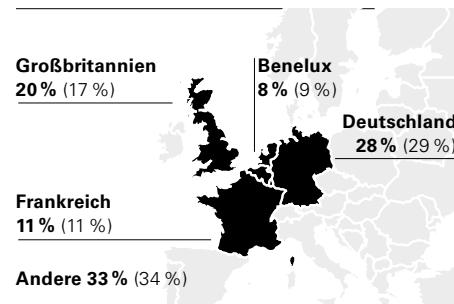 Großbritannien
20 % (17 %)
Benelux
8 % (9 %)
Deutschland
28 % (29 %)
Frankreich
11 % (11 %)
Andere 33 % (34 %)